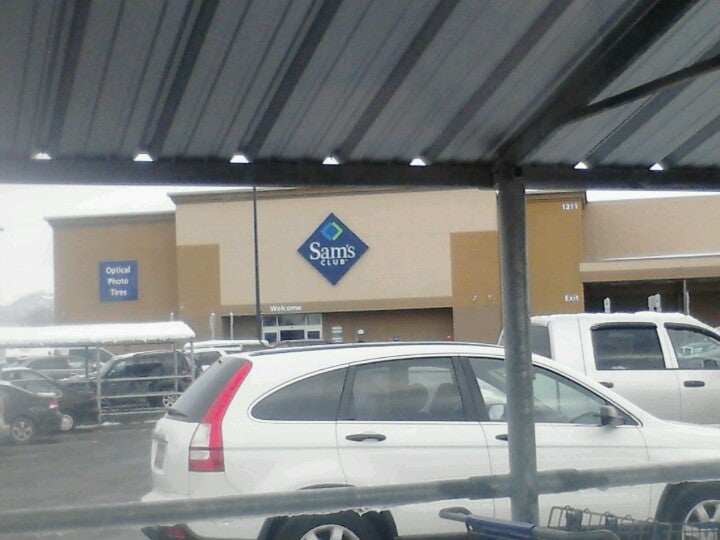 1211
Sam's
CLUB
Optical
Photo
Tires
Exit
Welcome